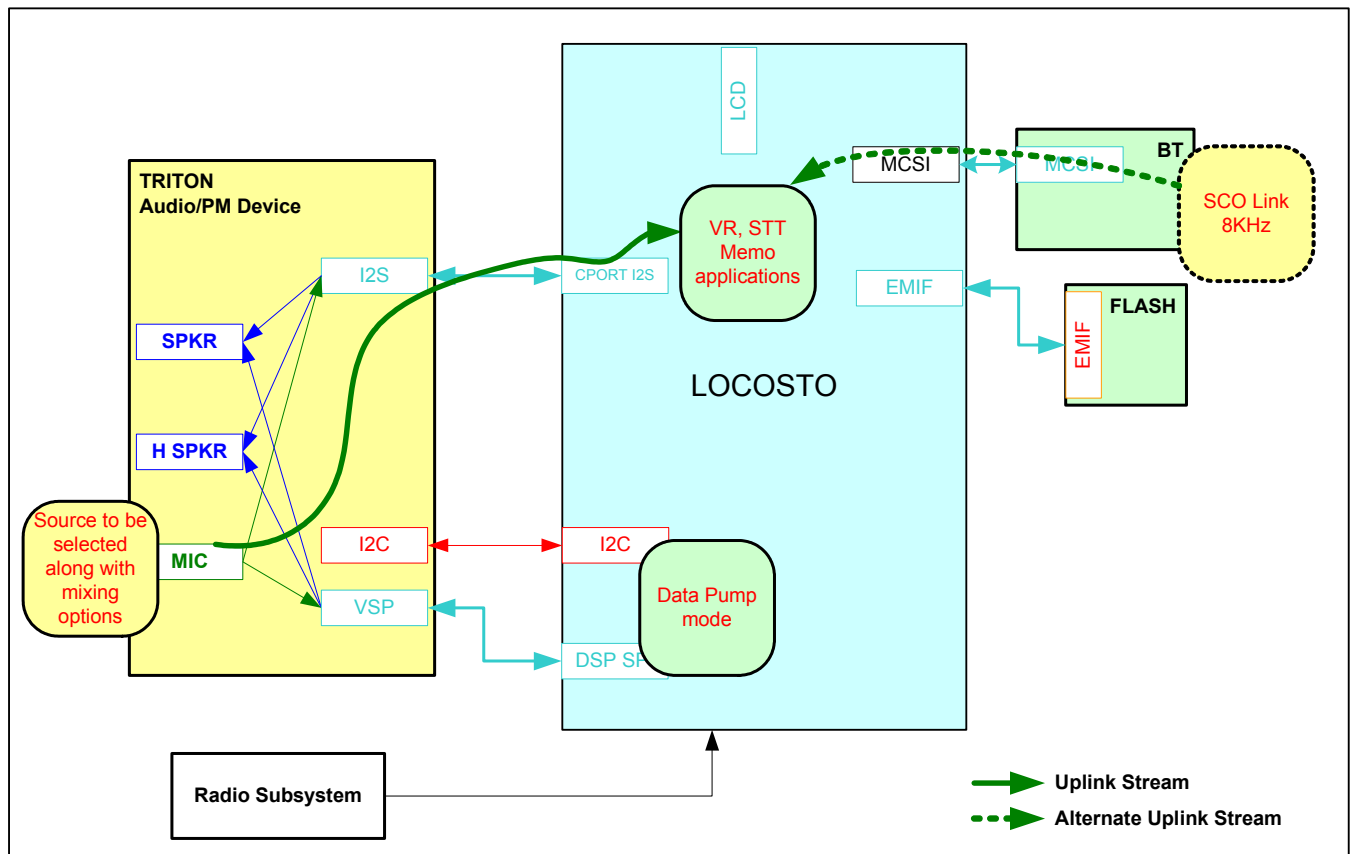 LCD
MCSI
BT
MCSI
SCO Link
8KHz
TRITON
Audio/PM Device
VR, STT
Memo
applications
I2S
CPORT I2S
EMIF
FLASH
EMIF
SPKR
LOCOSTO
H SPKR
Source to be
selected
along with
mixing
options
MIC
I2C
I2C
Data Pump
mode
VSP
DSP SP
Radio Subsystem
Uplink Stream
Alternate Uplink Stream